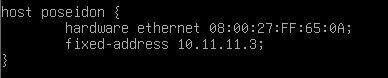 host poseidon {
        hardware ethernet 08:00:27:FF:65:0A;
        fixed-address 10.11.11.3;
}